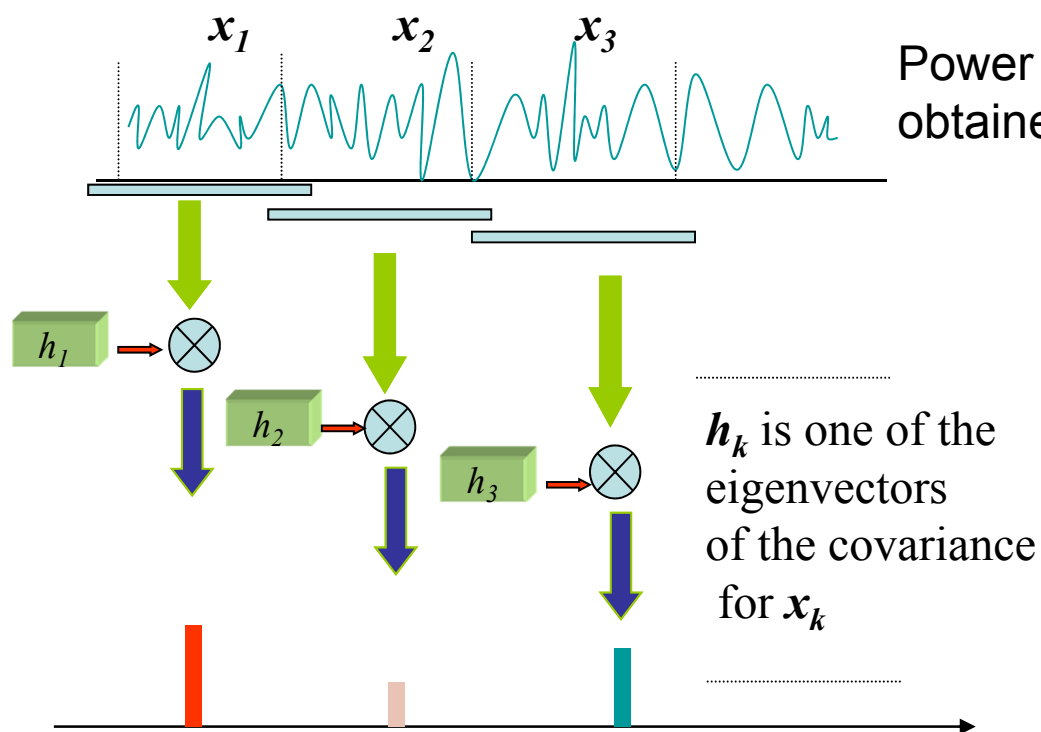 x1 x2 x3
Power
obtaine
h1
h2
h3
hk is one of the
eigenvectors
of the covariance
for xk